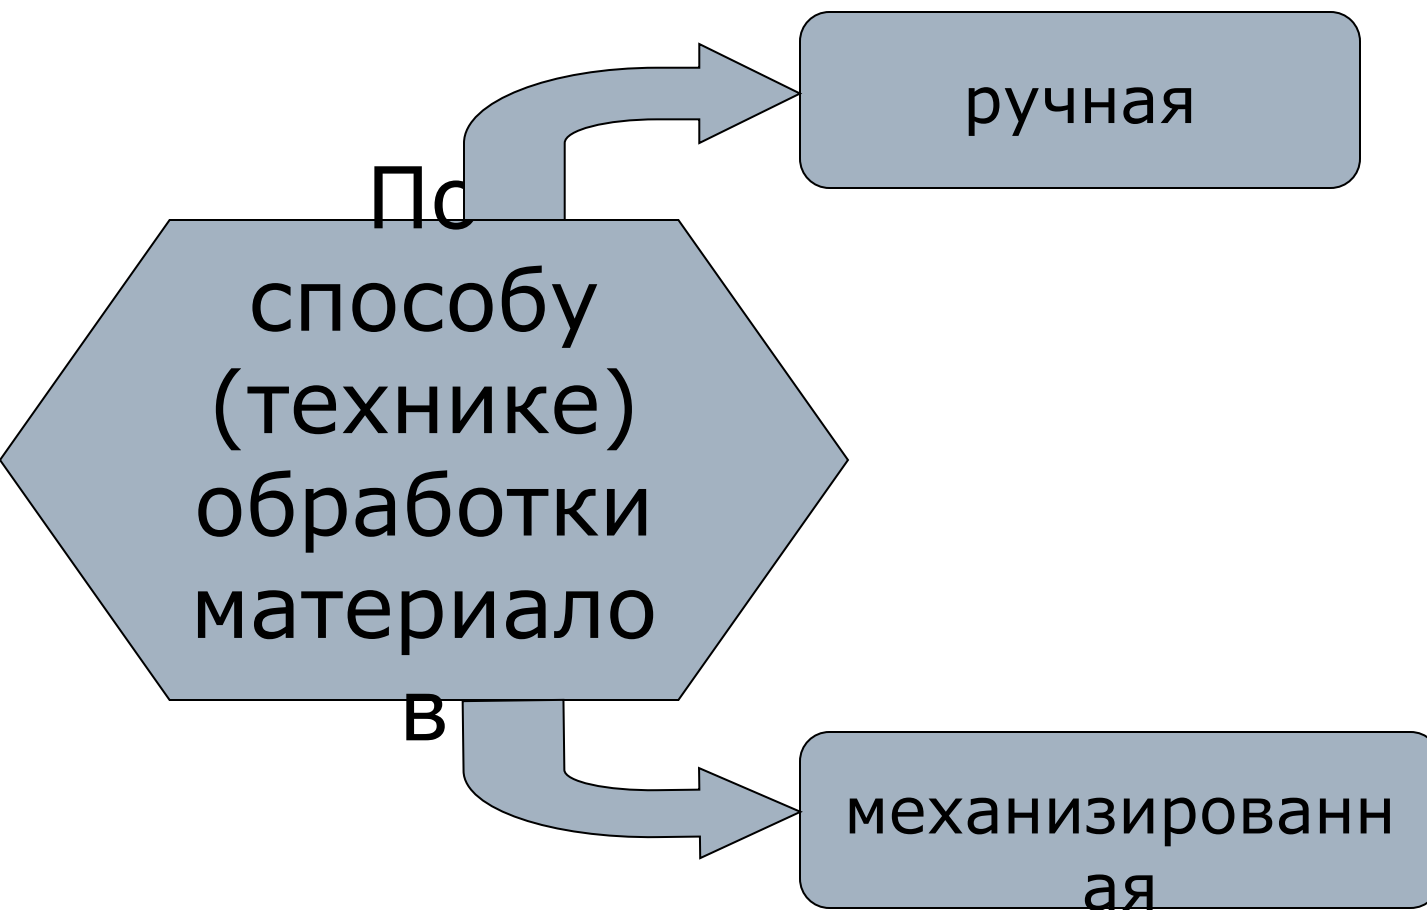 ручная
По
способу
(технике)
обработки
материало
в
механизированн
ая